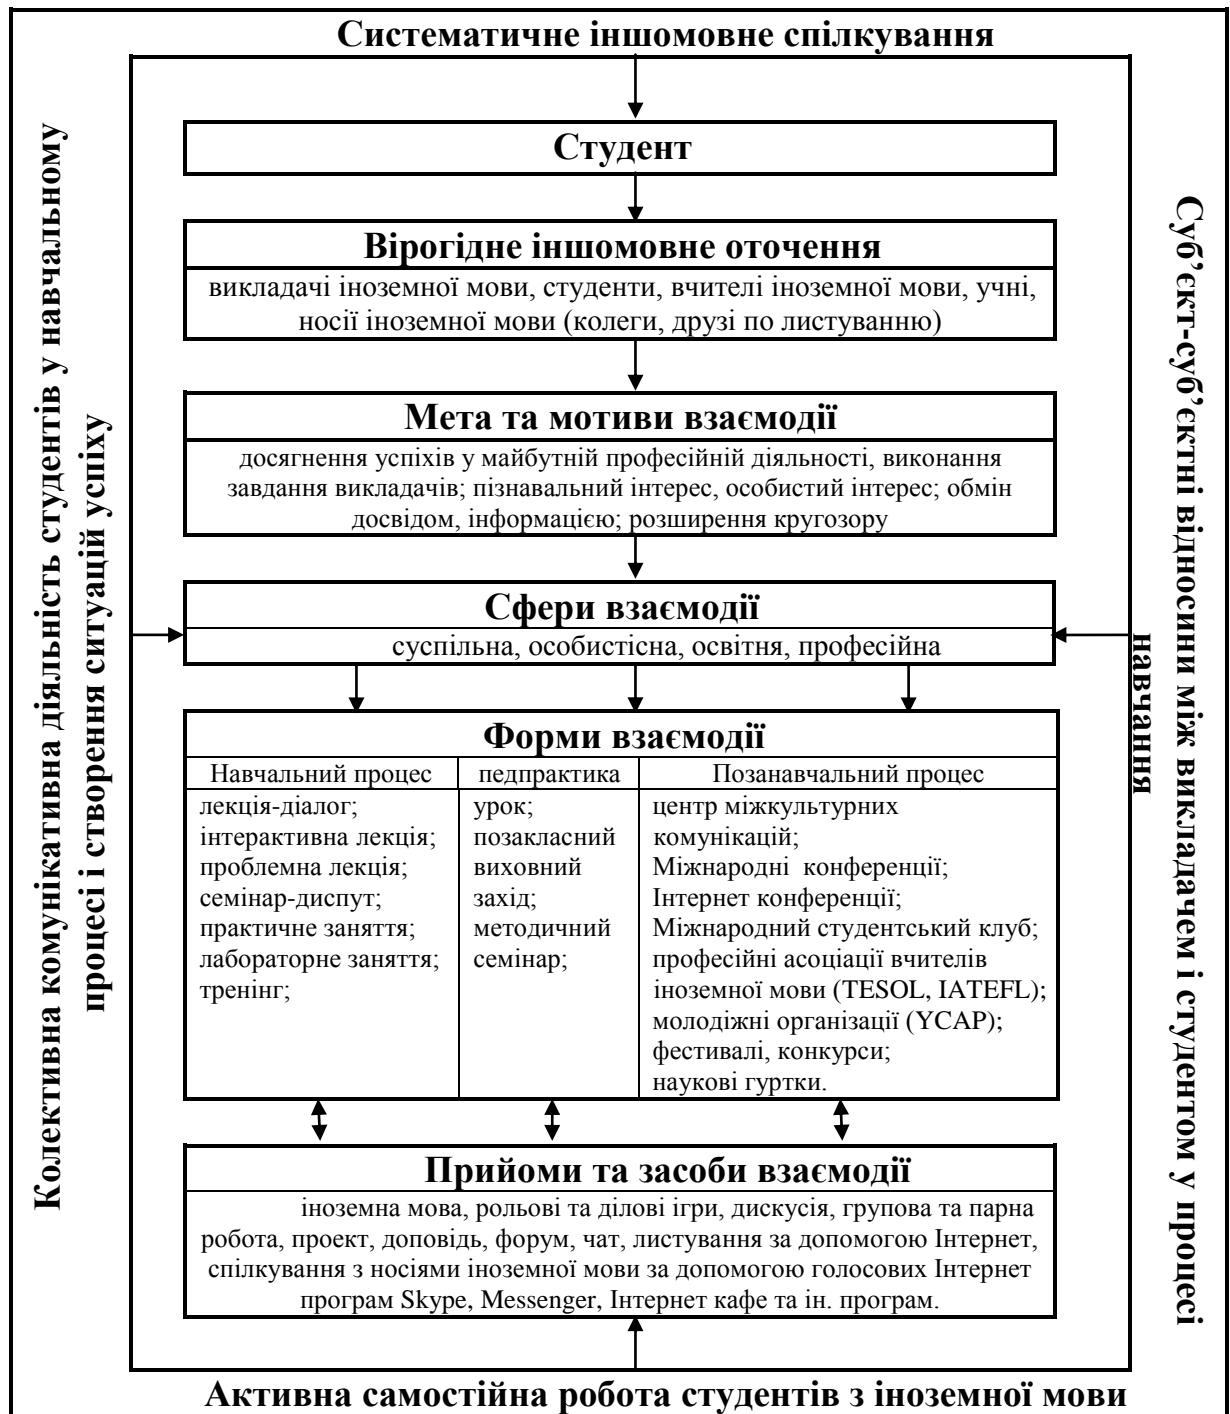 Систематичне іншомовне спілкування
Колективна комунікативна діяльність студентів у навчальному
процесі і створення ситуацій успіху
Студент
Вірогідне іншомовне оточення
викладачі іноземної мови, студенти, вчителі іноземної мови, учні,
носії іноземної мови (колеги, друзі по листуванню)
Мета та мотиви взаємодії
досягнення успіхів у майбутній професійній діяльності, виконання
завдання викладачів; пізнавальний інтерес, особистий інтерес; обмін
досвідом, інформацією; розширення кругозору
Сфери взаємодії
суспільна, особистісна, освітня, професійна
Форми взаємодії
Навчальний процес
лекція-діалог;
інтерактивна лекція;
проблемна лекція;
семінар-диспут;
практичне заняття;
лабораторне заняття;
тренінг;
педпрактика
урок;
позакласний
виховний
захід;
методичний
семінар;
Позанавчальний процес
центр міжкультурних
комунікацій;
Міжнародні конференції;
Інтернет конференції;
Міжнародний студентський клуб;
професійні асоціації вчителів
іноземної мови (TESOL, IATEFL);
молодіжні організації (YCAP);
фестивалі, конкурси;
наукові гуртки.
Прийоми та засоби взаємодії
іноземна мова, рольові та ділові ігри, дискусія, групова та парна
робота, проект, доповідь, форум, чат, листування за допомогою Інтернет,
спілкування з носіями іноземної мови за допомогою голосових Інтернет
програм Skype, Messenger, Інтернет кафе та ін. програм.
Суб’єкт-суб’єктні відносини між викладачем і студентом у процесі
навчання
Активна самостійна робота студентів з іноземної мови